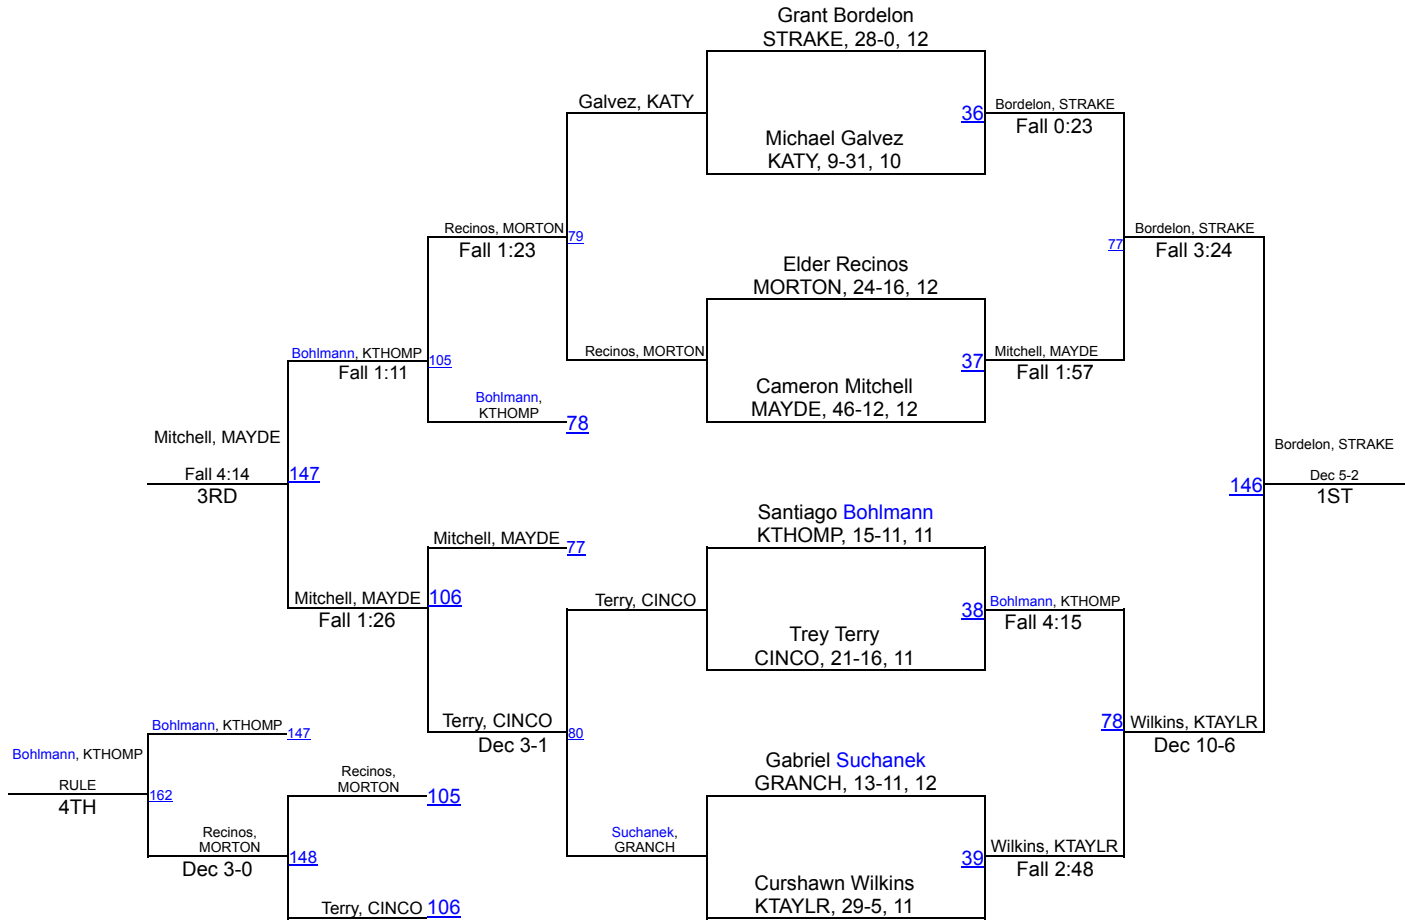 Grant Bordelon
STRAKE, 28-0, 12
Galvez, KATY
36
Bordelon, STRAKE
Fall 0:23
Michael Galvez
KATY, 9-31, 10
Recinos, MORTON
79
Fall 1:23
Bordelon, STRAKE
77
Fall 3:24
Elder Recinos
MORTON, 24-16, 12
Bohlmann, KTHOMP
105
Fall 1:11
Recinos, MORTON
37
Mitchell, MAYDE
Fall 1:57
Cameron Mitchell
MAYDE, 46-12, 12
Bohlmann,
KTHOMP
78
Mitchell, MAYDE
Fall 4:14
147
3RD
Bordelon, STRAKE
Dec 5-2
146
1ST
Santiago Bohlmann
KTHOMP, 15-11, 11
Mitchell, MAYDE
77
Mitchell, MAYDE
106
Fall 1:26
Terry, CINCO
38
Bohlmann, KTHOMP
Fall 4:15
Trey Terry
CINCO, 21-16, 11
Bohlmann, KTHOMP
147
Terry, CINCO
80
Dec 3-1
78
Wilkins, KTAYLR
Dec 10-6
Bohlmann, KTHOMP
RULE
162
4TH
Gabriel Suchanek
GRANCH, 13-11, 12
Recinos,
MORTON
105
Recinos,
MORTON
148
Dec 3-0
Suchanek,
GRANCH
39
Wilkins, KTAYLR
Fall 2:48
Curshawn Wilkins
KTAYLR, 29-5, 11
Terry, CINCO
106